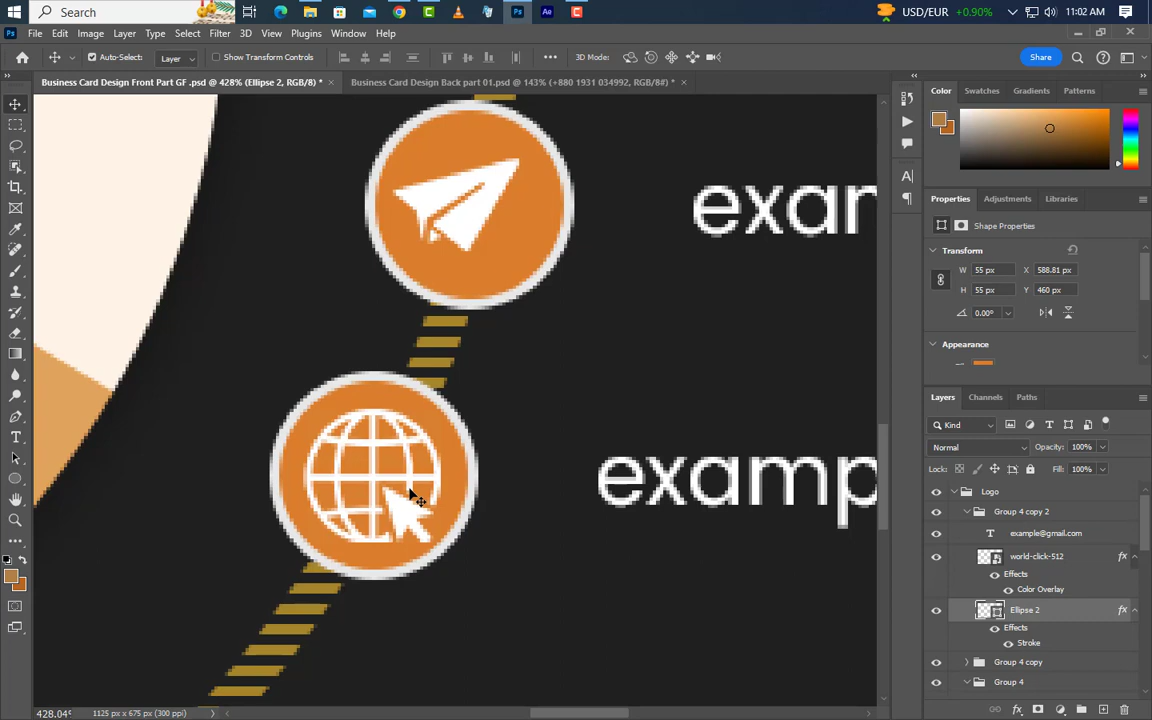 Search
USD/EUR +0.90% 11:02 AM
File Edit Image Layer Type Select Filter 3D View Plugins Window Help
Auto-Select: Layer Show Transform Controls 3D Mode: Share
Business Card Design Front Part GF .psd @ 428% (Ellipse 2, RGB/8) * × Business Card Design Back part 01.psd @ 143% (+880 1931 034992, RGB/8#) * ×
Color Swatches Gradients Patterns
Properties Adjustments Libraries
Shape Properties
Transform
W 55 px X 588.81 px
H 55 px Y 460 px
0.00°
Appearance
exam
examp
Layers Channels Paths
Kind
Normal Opacity: 100%
Lock: Fill: 100%
Logo
Group 4 copy 2
T example@gmail.com
world-click-512 fx
Effects
Color Overlay
Ellipse 2 fx
Effects
Stroke
Group 4 copy
Group 4
428.04% 1125 px x 675 px (300 ppi)